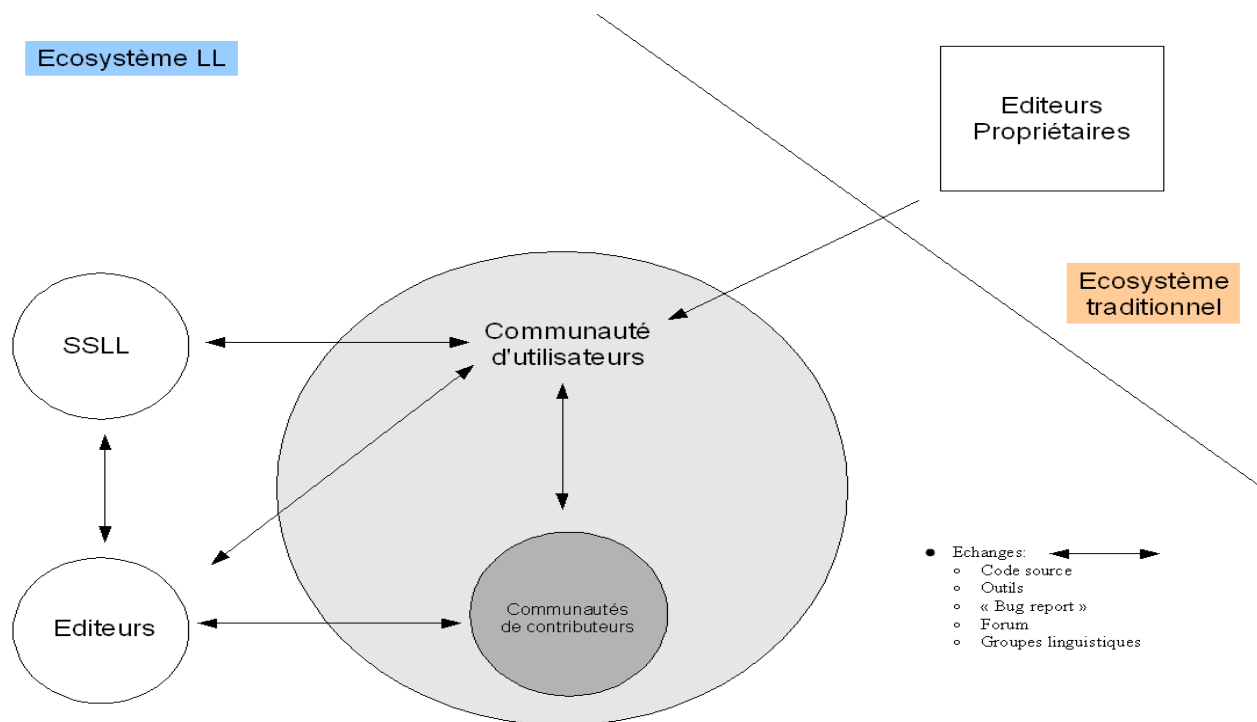 Ecosystème LL
Editeurs
Propriétaires
Ecosystème
traditionnel
SSLL
Communauté
d'utilisateurs
Editeurs
Communautés
de contributeurs
Echanges:
Code source
Outils
« Bug report »
Forum
Groupes linguistiques